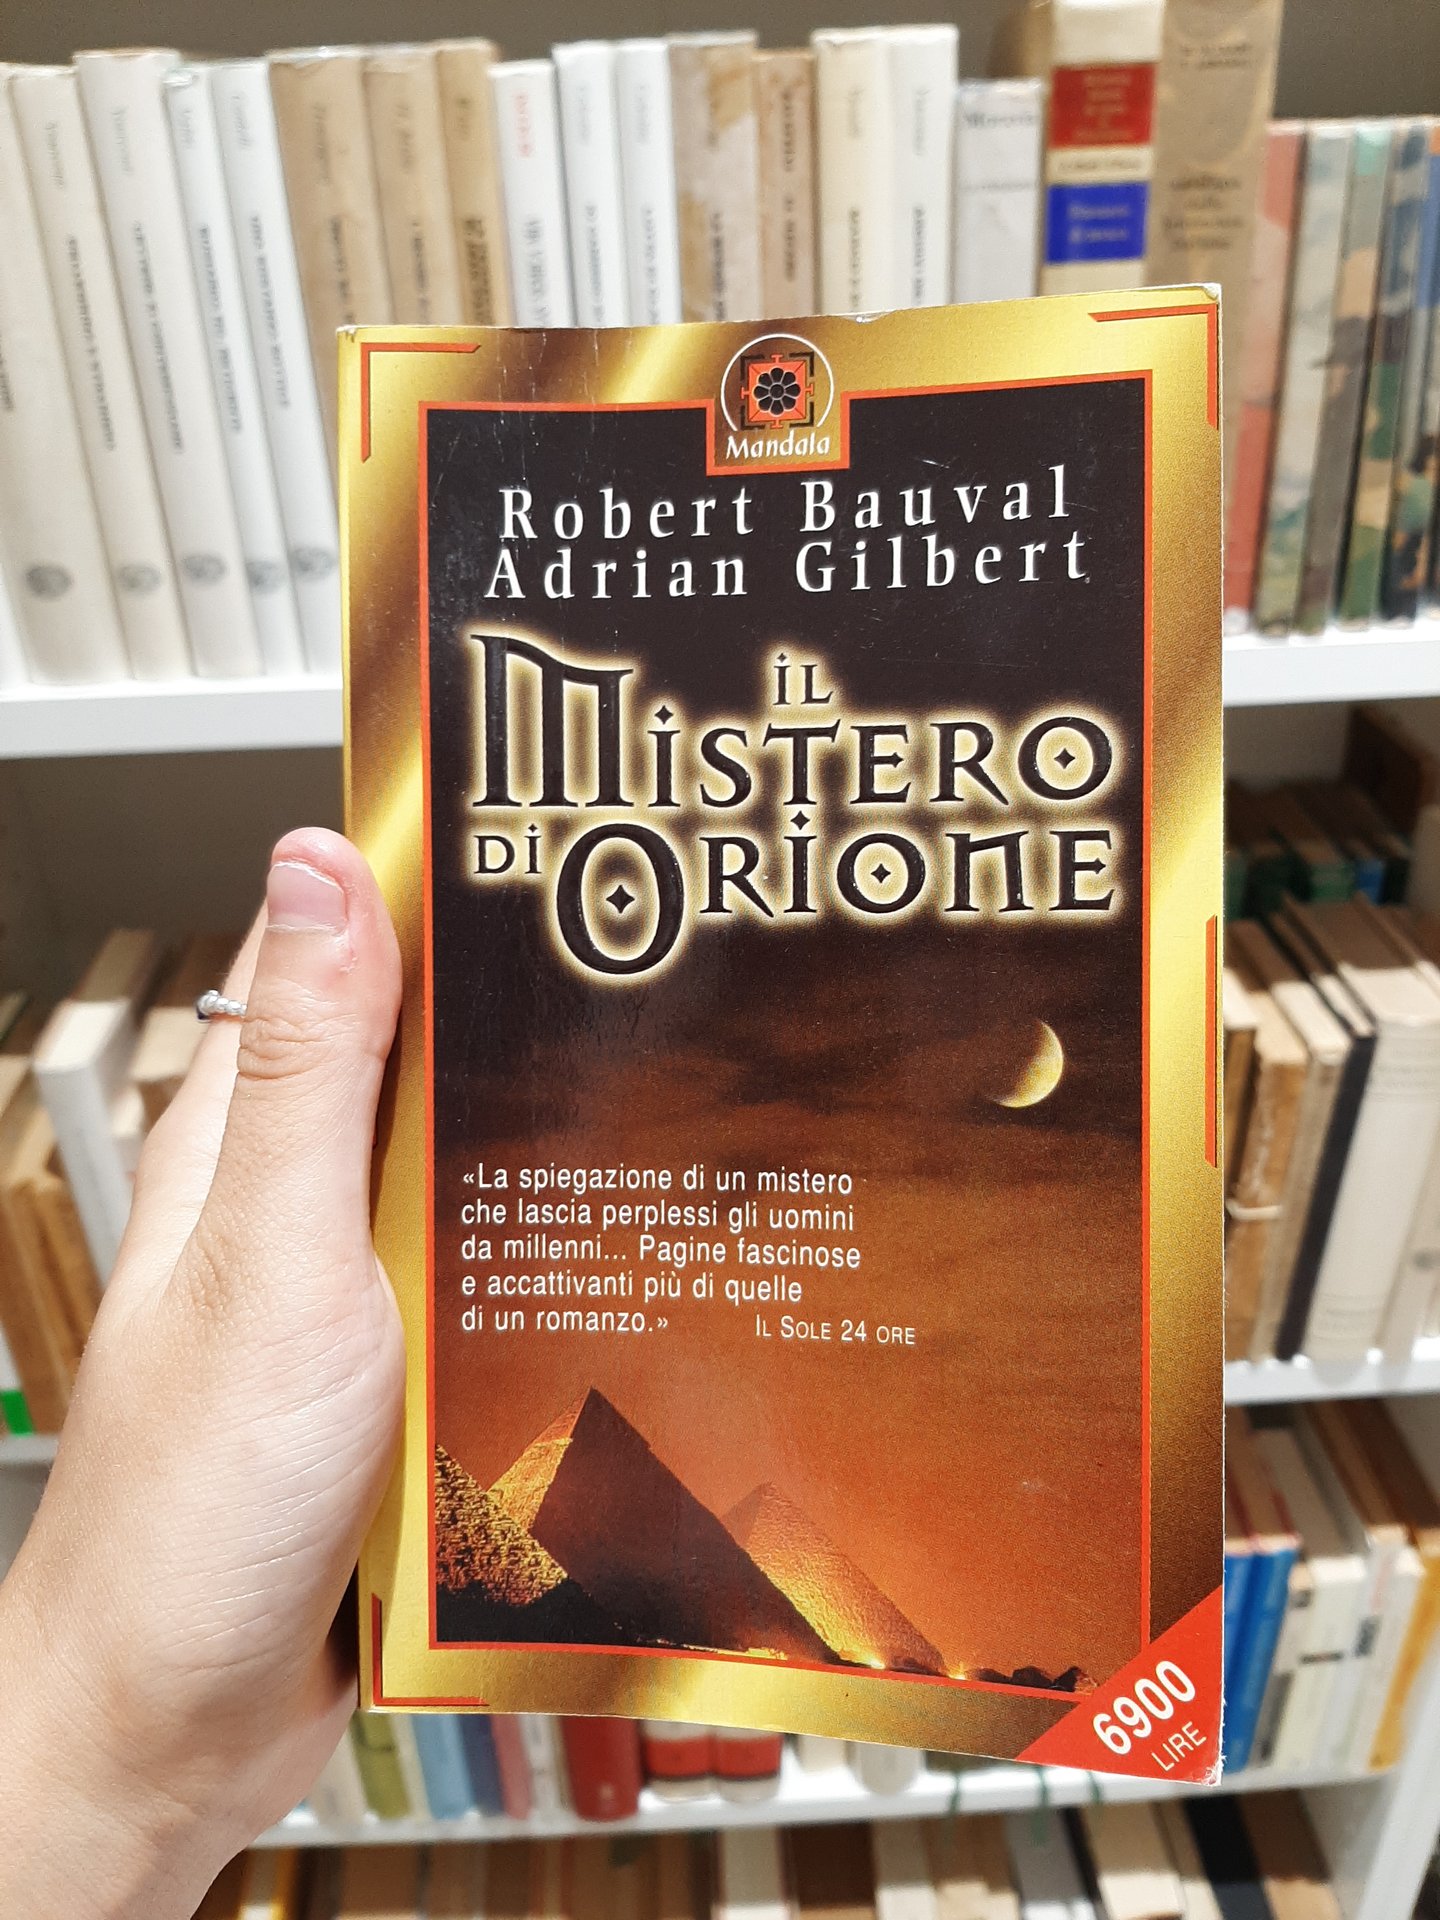 Mandala
Robert Bauval
Adrian Gilbert
il
Mistero
di Orione
«La spiegazione di un mistero
che lascia perplessi gli uomini
da millenni... Pagine fascinose
e accattivanti più di quelle
di un romanzo.» Il Sole 24 ore
6900
LIRE